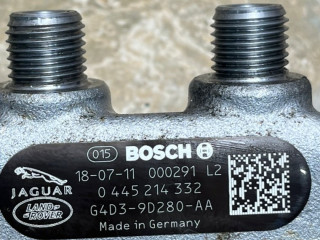 015 BOSCH
18-07-11 000291 L2
JAGUAR 0 445 214 332
LAND-ROVER G4D3-9D280-AA
Made in Germany